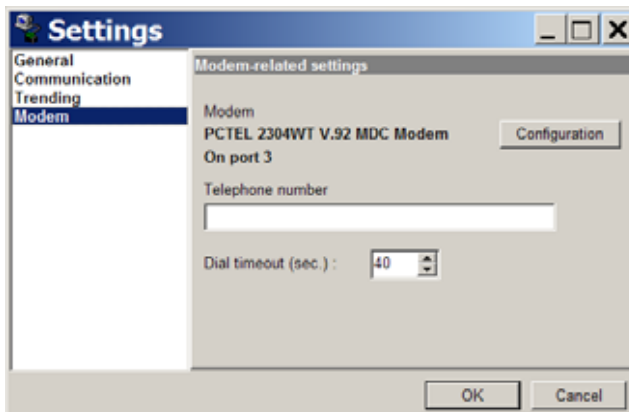 Settings
General
Communication
Trending
Modem
Modem-related settings
Modem
PCTEL 2304WT V.92 MDC Modem
On port 3
Configuration
Telephone number
Dial timeout (sec.) : 40
OK Cancel